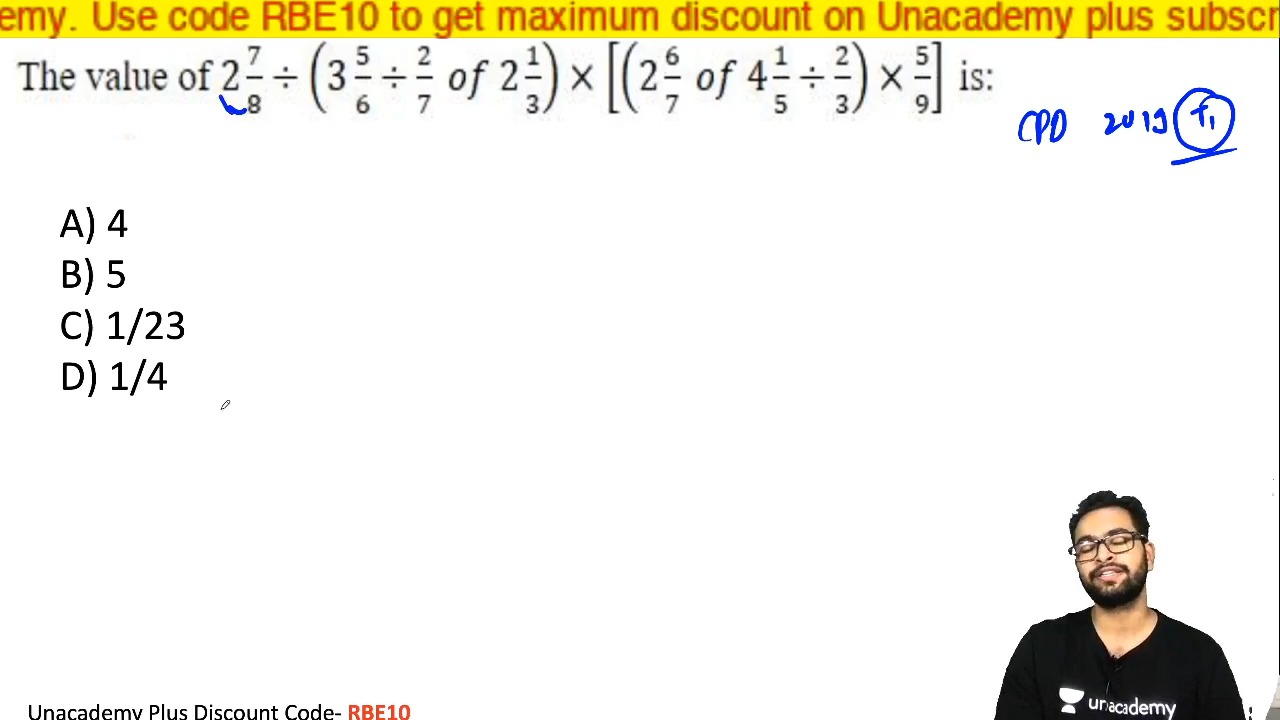 emy. Use code RBE10 to get maximum discount on Unacademy plus subscr
The value of 2 7/8 ÷ (3 5/6 ÷ 2/7 of 2 1/3) × [(2 6/7 of 4 1/5 ÷ 2/3) × 5/9] is:
CPO 2019
A) 4
B) 5
C) 1/23
D) 1/4
unacademy
Unacademy Plus Discount Code- RBE10